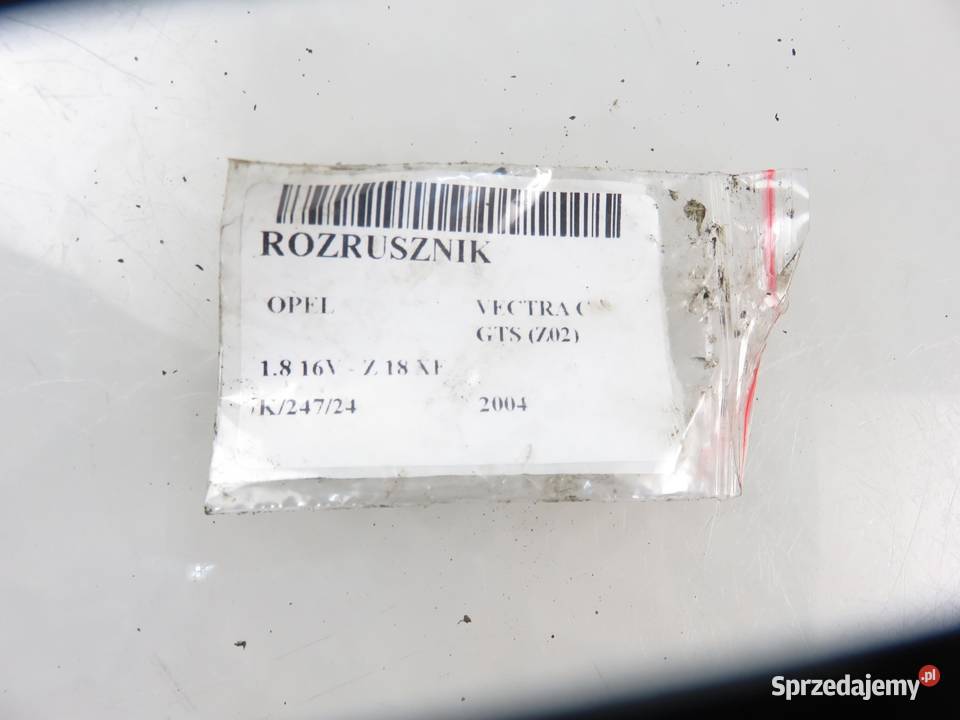 ROZRUSZNIK
OPEL VECTRA C
GTS (Z02)
1.8 16V - Z 18 XE
K/247/24 2004
Sprzedajemy.pl